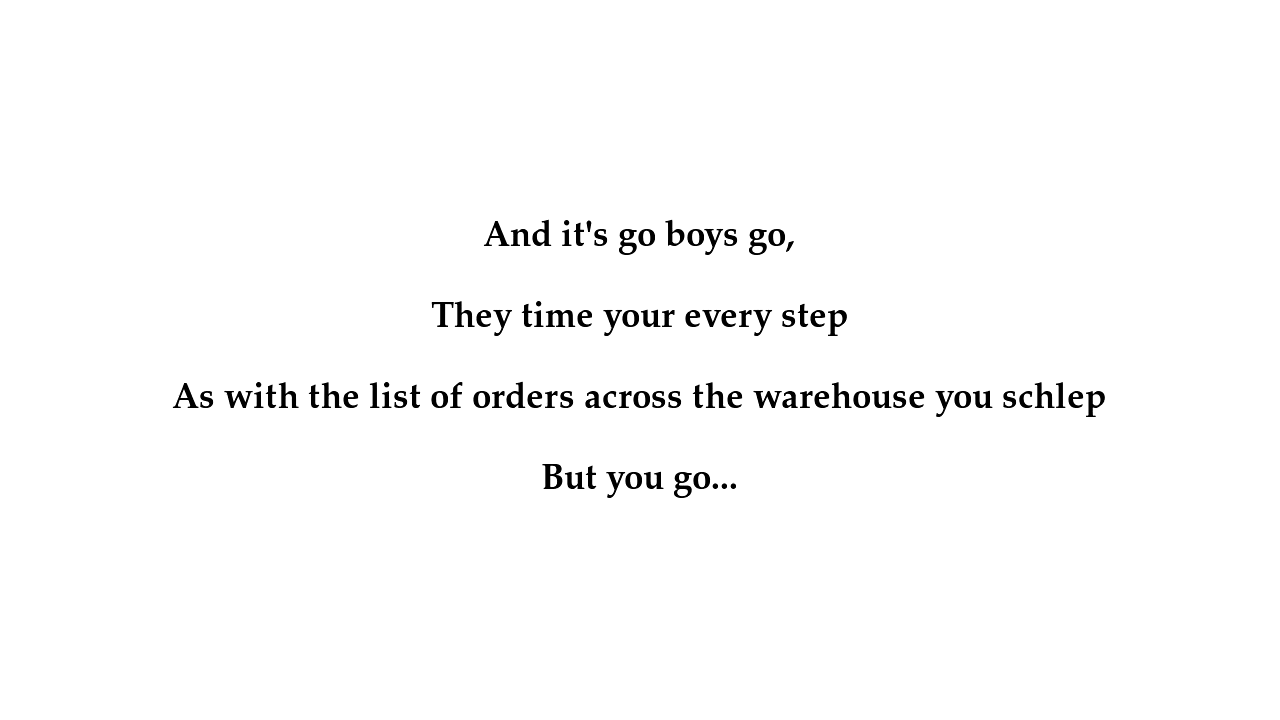 And it's go boys go,
They time your every step
As with the list of orders across the warehouse you schlep
But you go...